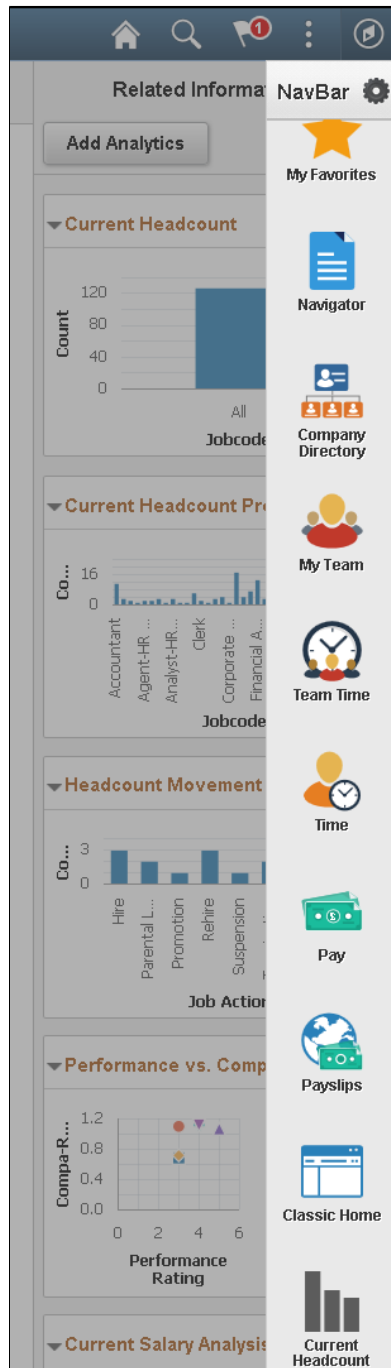 1
Related Informa
NavBar
Add Analytics
My Favorites
Current Headcount
Count
120
80
40
0
All
Jobcode
Navigator
Company
Directory
Current Headcount Pr
Co...
16
0
Accountant
Agent-HR ...
Analyst-HR...
Clerk
Corporate ...
Financial A...
Jobcode
My Team
Team Time
Headcount Movement
Co...
3
0
Hire
Parental L...
Promotion
Rehire
Suspension
Job Action
Time
Pay
Performance vs. Comp
Compa-R...
1.2
0.8
0.4
0.0
0
2
4
6
Performance
Rating
Payslips
Classic Home
Current Salary Analysis
Current
Headcount